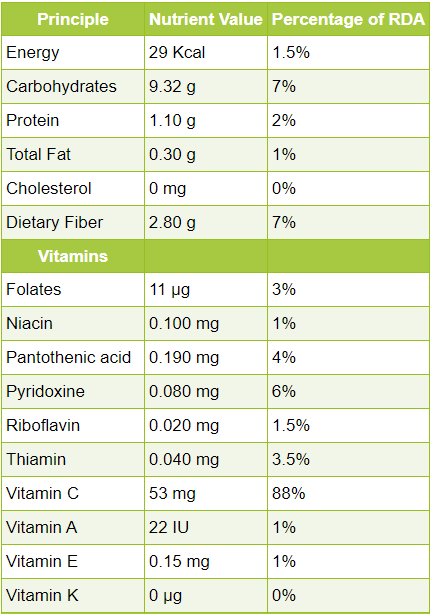 Principle Nutrient Value Percentage of RDA
Energy 29 Kcal 1.5%
Carbohydrates 9.32 g 7%
Protein 1.10 g 2%
Total Fat 0.30 g 1%
Cholesterol 0 mg 0%
Dietary Fiber 2.80 g 7%
Vitamins
Folates 11 µg 3%
Niacin 0.100 mg 1%
Pantothenic acid 0.190 mg 4%
Pyridoxine 0.080 mg 6%
Riboflavin 0.020 mg 1.5%
Thiamin 0.040 mg 3.5%
Vitamin C 53 mg 88%
Vitamin A 22 IU 1%
Vitamin E 0.15 mg 1%
Vitamin K 0 µg 0%